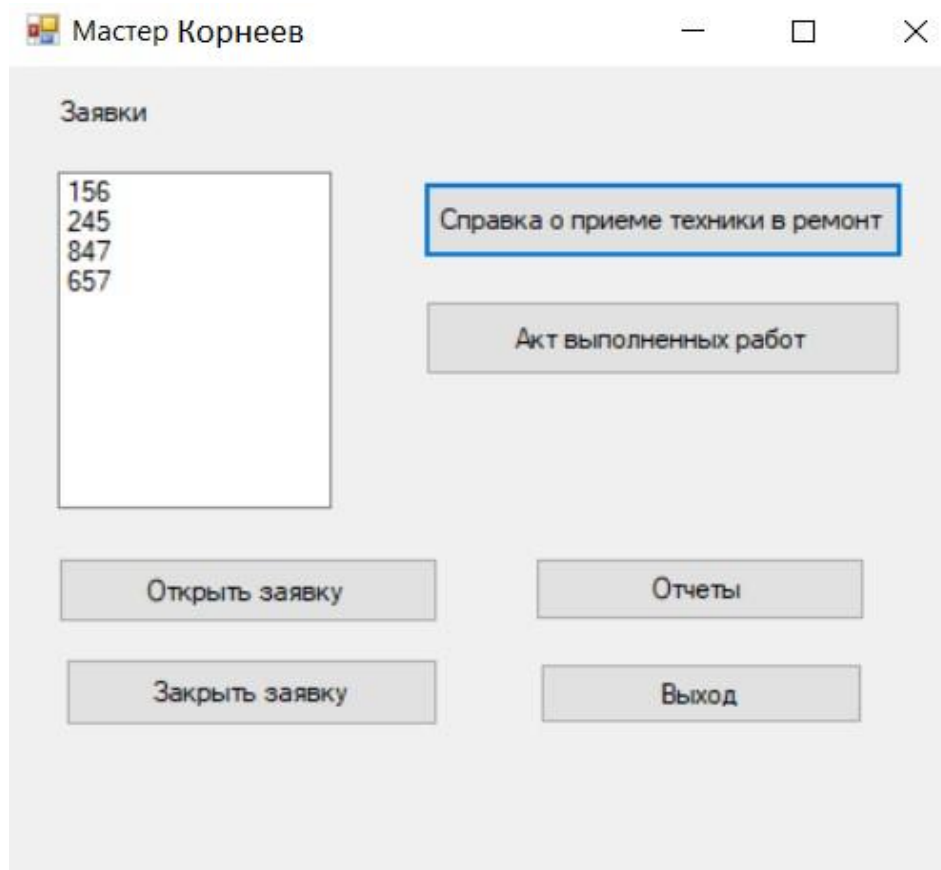 Мастер Корнеев
Заявки
156
245
847
657
Справка о приеме техники в ремонт
Акт выполненных работ
Открыть заявку
Отчеты
Закрыть заявку
Выход